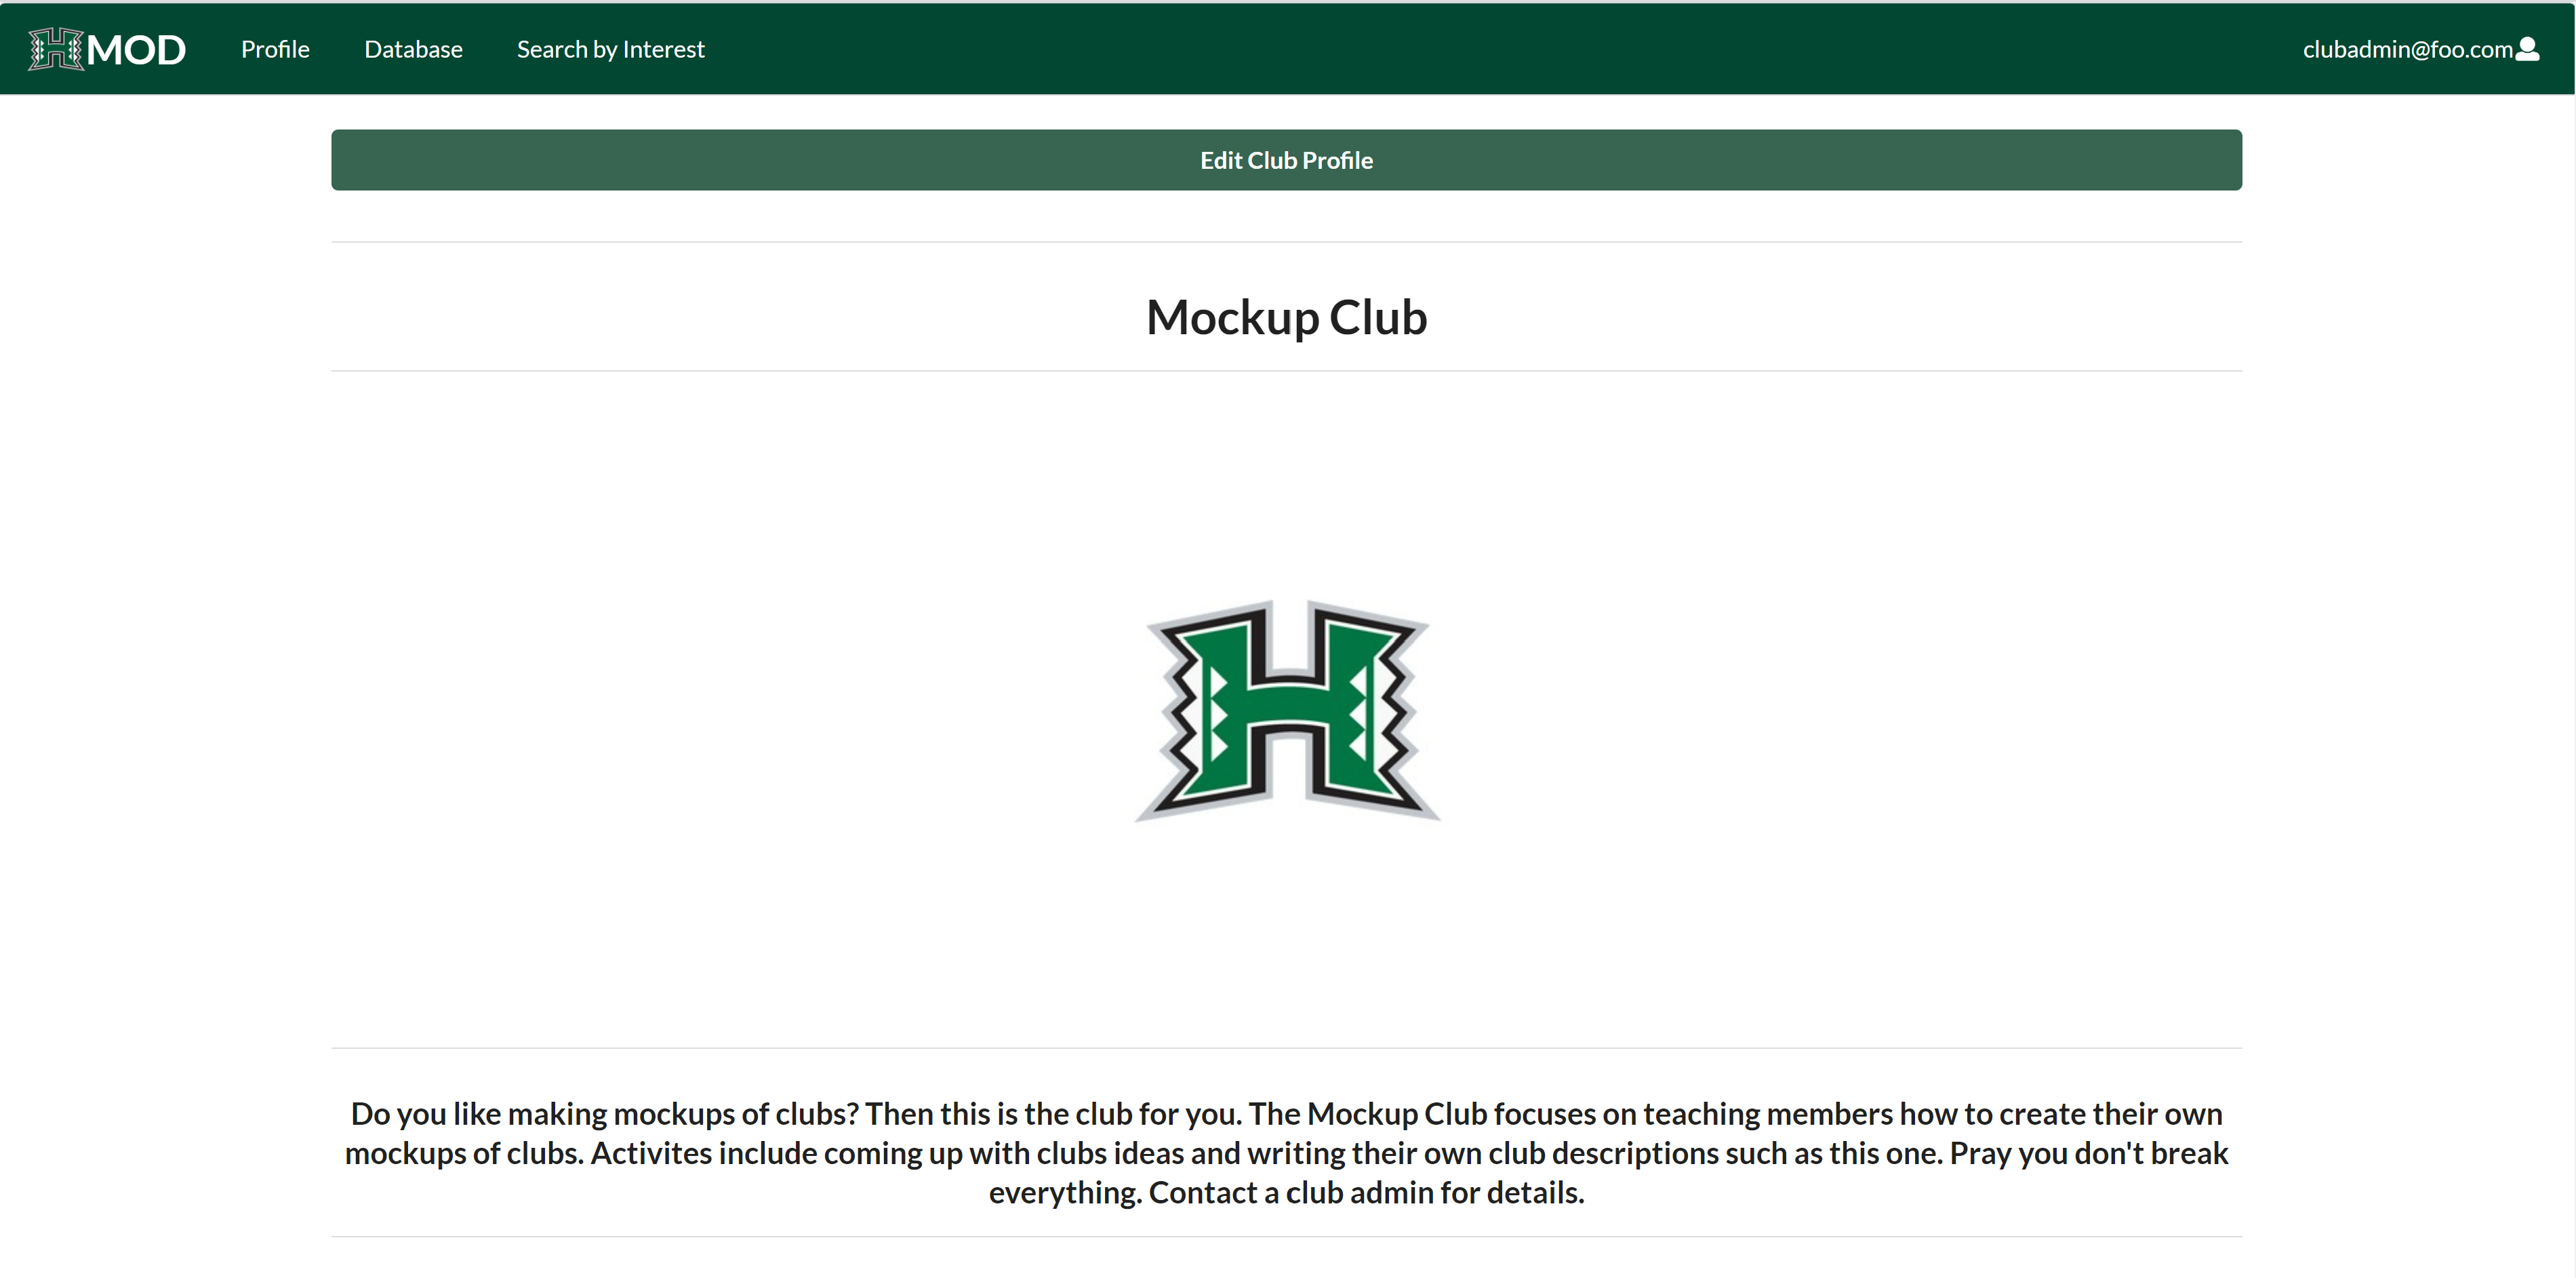 HMOD Profile Database Search by Interest clubadmin@foo.com
Edit Club Profile
Mockup Club
H
Do you like making mockups of clubs? Then this is the club for you. The Mockup Club focuses on teaching members how to create their own
mockups of clubs. Activites include coming up with clubs ideas and writing their own club descriptions such as this one. Pray you don't break
everything. Contact a club admin for details.